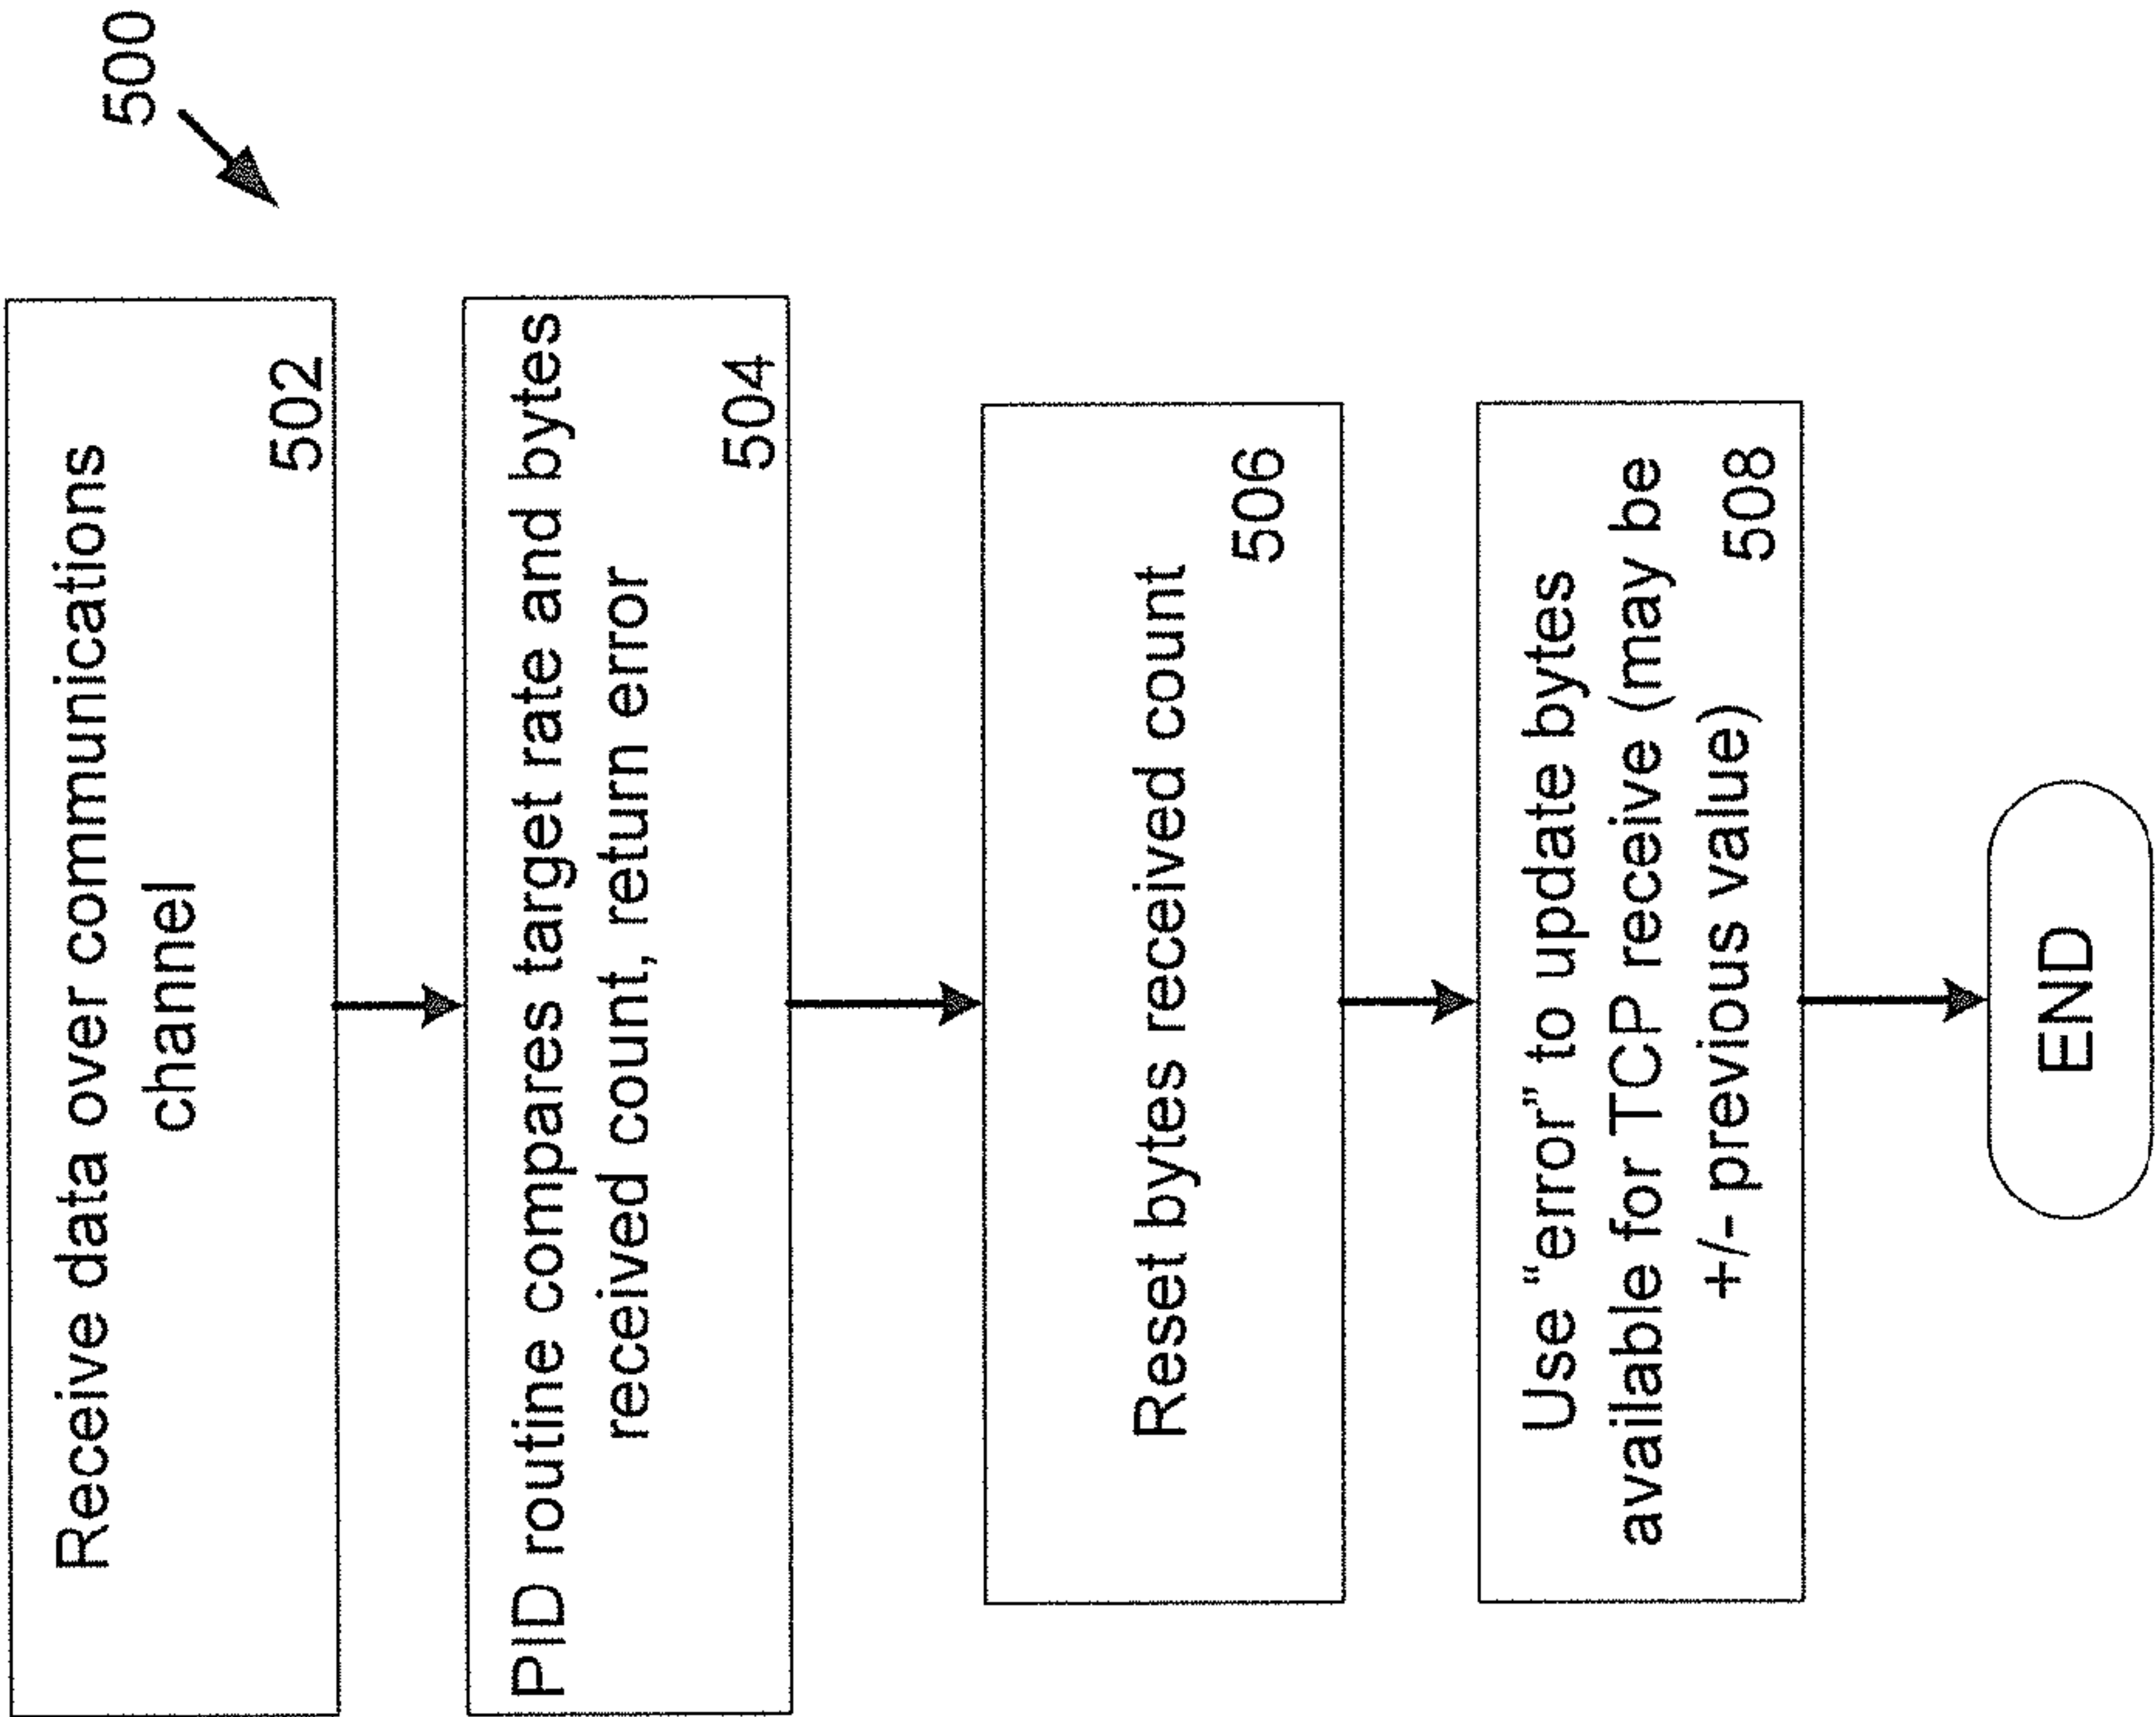 500
Receive data over communications
channel
502
PID routine compares target rate and bytes
received count, return error
504
Reset bytes received count
506
Use “error” to update bytes
available for TCP receive (may be
+/- previous value)
508
END